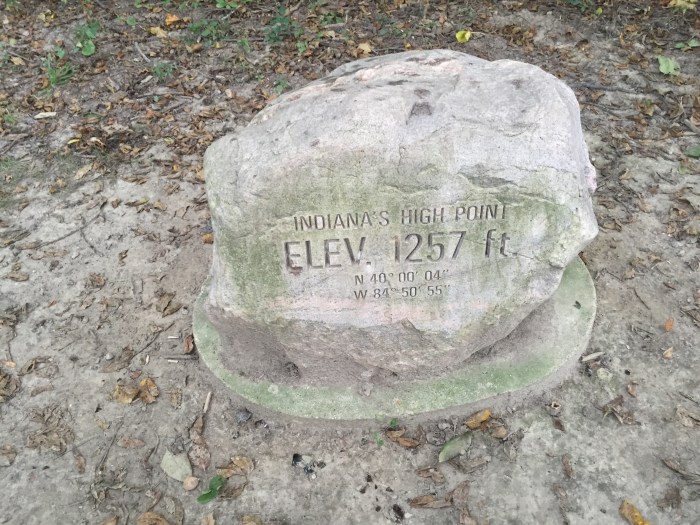 INDIANA'S HIGH POINT
ELEV. 1257 ft.
N 40° 00' 04"
W 84° 50' 55"